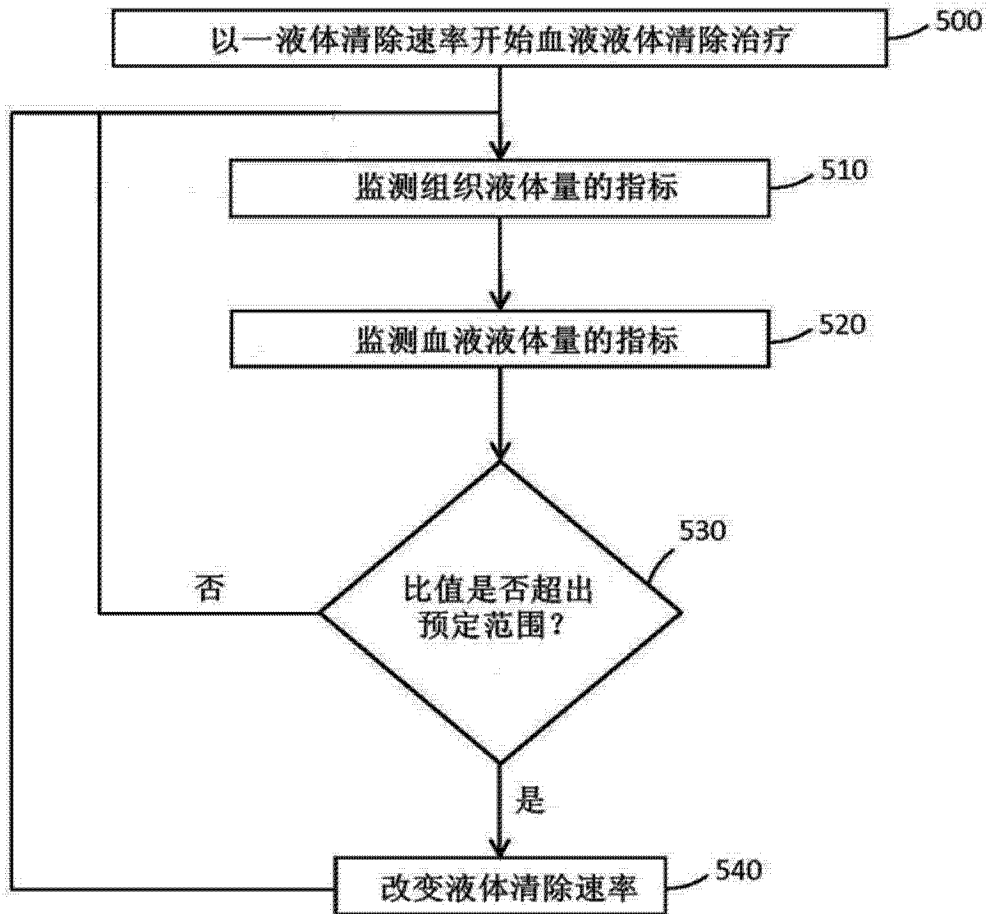 以一液体清除速率开始血液液体清除治疗
500
监测组织液体量的指标
510
监测血液液体量的指标
520
530
比值是否超出
预定范围?
否
是
改变液体清除速率
540